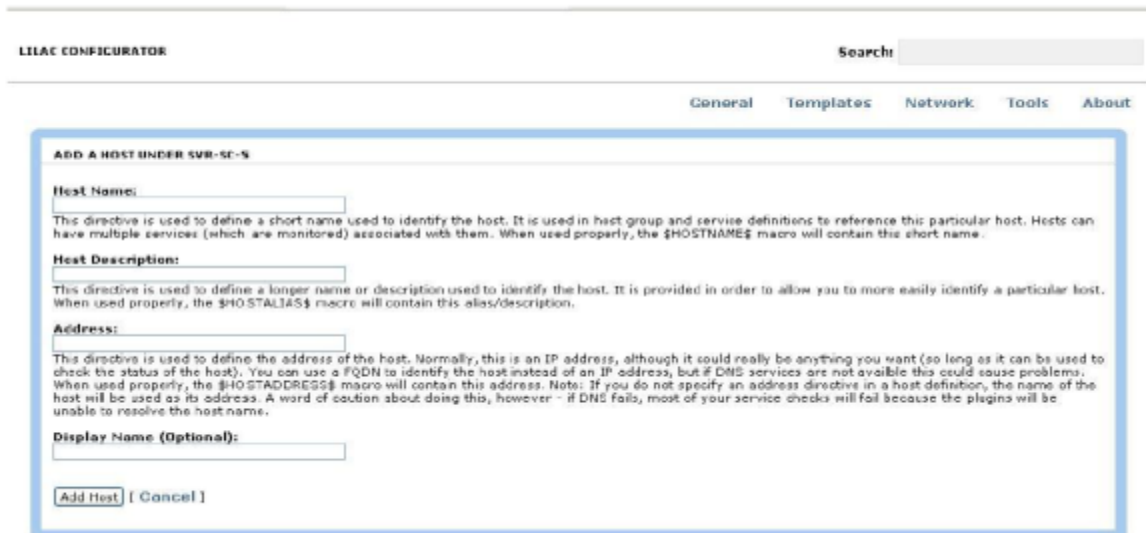 LILAC CONFIGURATOR
Search:
General Templates Network Tools About
ADD A HOST UNDER SVR-SC-S
Host Name:
This directive is used to define a short name used to identify the host. It is used in host group and service definitions to reference this particular host. Hosts can
have multiple services (which are monitored) associated with them. When used properly, the $HOSTNAME$ macro will contain this short name.
Host Description:
This directive is used to define a longer name or description used to identify the host. It is provided in order to allow you to more easily identify a particular host.
When used properly, the $HOSTALIAS$ macro will contain this alias/description.
Address:
This directive is used to define the address of the host. Normally, this is an IP address, although it could really be anything you want (so long as it can be used to
check the status of the host). You can use a FQDN to identify the host instead of an IP address, but if DNS services are not availble this could cause problems.
When used properly, the $HOSTADDRESS$ macro will contain this address. Note: If you do not specify an address directive in a host definition, the name of the
host will be used as its address. A word of caution about doing this, however - if DNS fails, most of your service checks will fail because the plugins will be
unable to resolve the host name.
Display Name (Optional):
Add Host [ Cancel ]